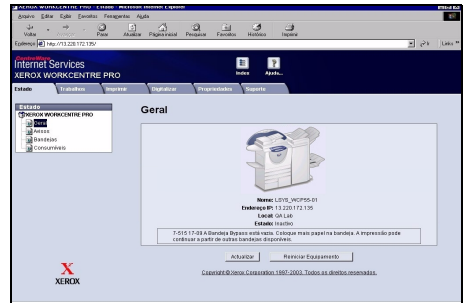 XEROX WORKCENTRE PRO - Estado - Microsoft Internet Explorer
Arquivo Editar Exibir Favoritos Ferramentas Ajuda
Voltar Parar Atualizar Página inicial Pesquisar Favoritos Histórico Imprimir
Endereço http://13.220.172.135/ Ir Links
CentreWare
Internet Services
XEROX WORKCENTRE PRO
Index Ajuda...
Estado Trabalhos Imprimir Digitalizar Propriedades Suporte
Estado
XEROX WORKCENTRE PRO
Geral
Avisos
Bandejas
Consumíveis
Geral
Nome: LSYS_WCP55-01
Endereço IP: 13.220.172.135
Local: QA Lab
Estado: Inactivo
7-515 17-09 A Bandeja Bypass está vazia. Coloque mais papel na bandeja. A impressão pode
continuar a partir de outras bandejas disponíveis.
Actualizar Reiniciar Equipamento
Copyright © Xerox Corporation 1997-2003. Todos os direitos reservados.
X
XEROX